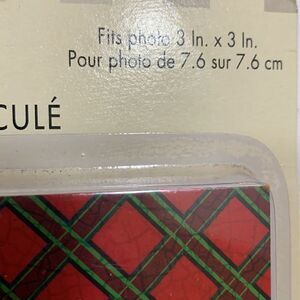 Fits photo 3 In. x 3 In.
Pour photo de 7.6 sur 7.6 cm
CULÉ